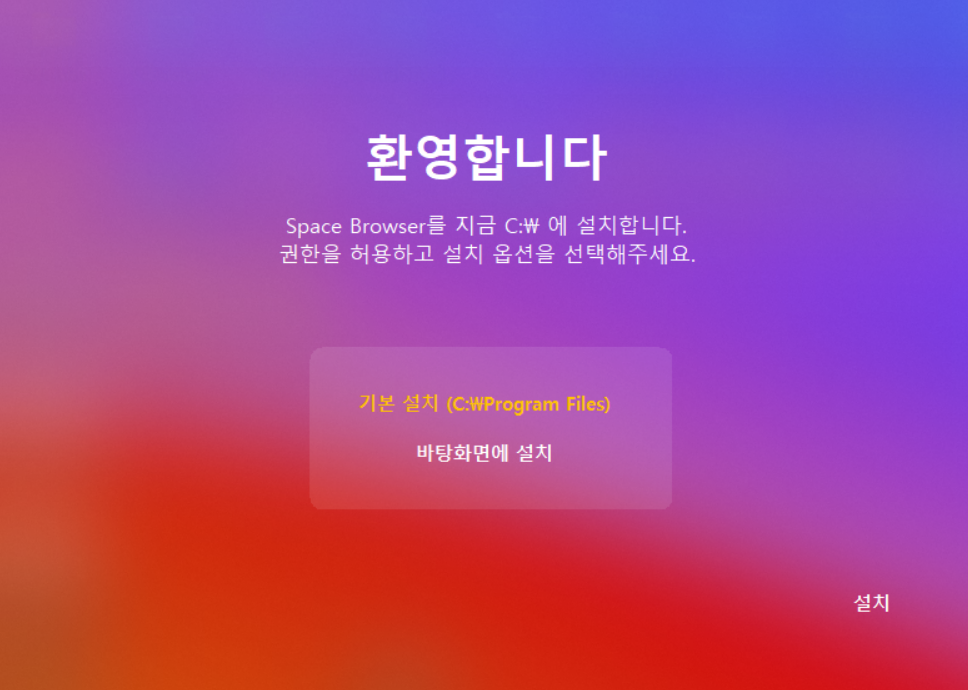 환영합니다
Space Browser를 지금 C:₩ 에 설치합니다.
권한을 허용하고 설치 옵션을 선택해주세요.
기본 설치 (C:₩Program Files)
바탕화면에 설치
설치